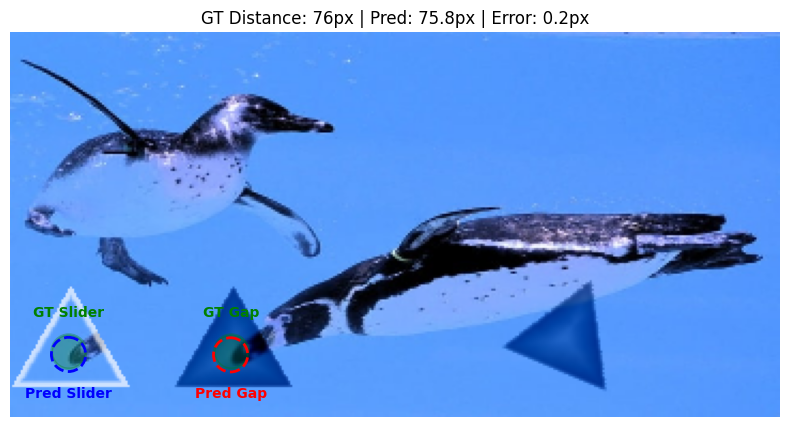 GT Distance: 76px | Pred: 75.8px | Error: 0.2px
GT Slider
GT Gap
Pred Slider
Pred Gap